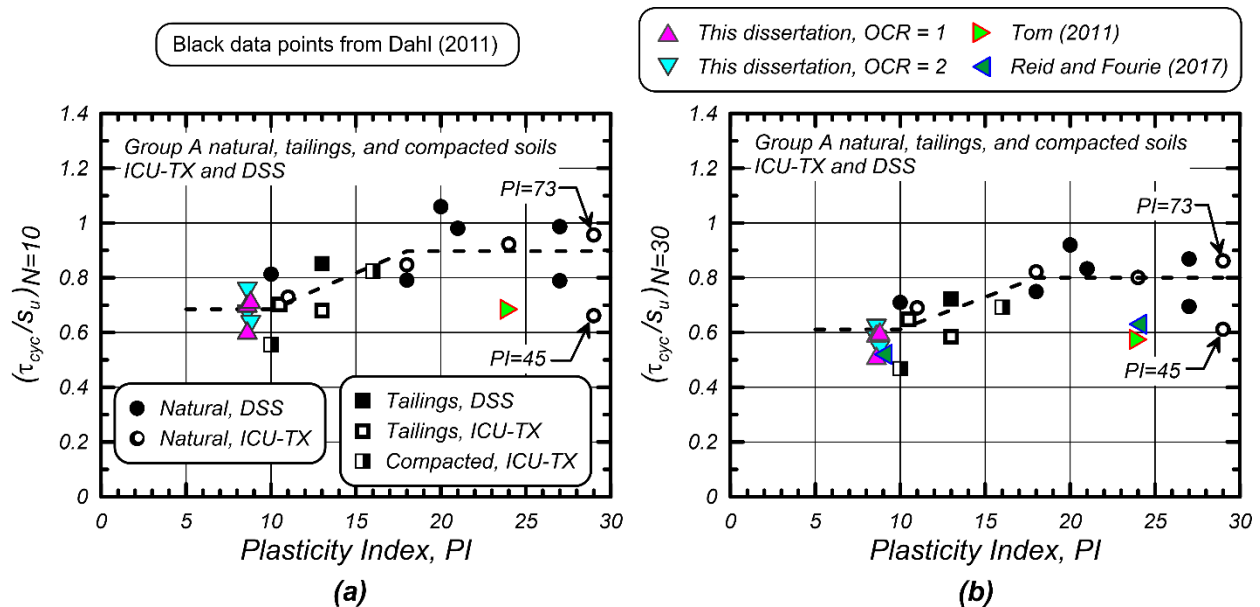 Black data points from Dahl (2011)
This dissertation, OCR = 1
Tom (2011)
This dissertation, OCR = 2
Reid and Fourie (2017)
1.4
1.2
1
0.8
0.6
0.4
0.2
0
(τcyc/su)N=10
Group A natural, tailings, and compacted soils
ICU-TX and DSS
PI=73
PI=45
Natural, DSS
Natural, ICU-TX
Tailings, DSS
Tailings, ICU-TX
Compacted, ICU-TX
0 5 10 15 20 25 30
Plasticity Index, PI
(a)
1.4
1.2
1
0.8
0.6
0.4
0.2
0
(τcyc/su)N=30
Group A natural, tailings, and compacted soils
ICU-TX and DSS
PI=73
PI=45
0 5 10 15 20 25 30
Plasticity Index, PI
(b)